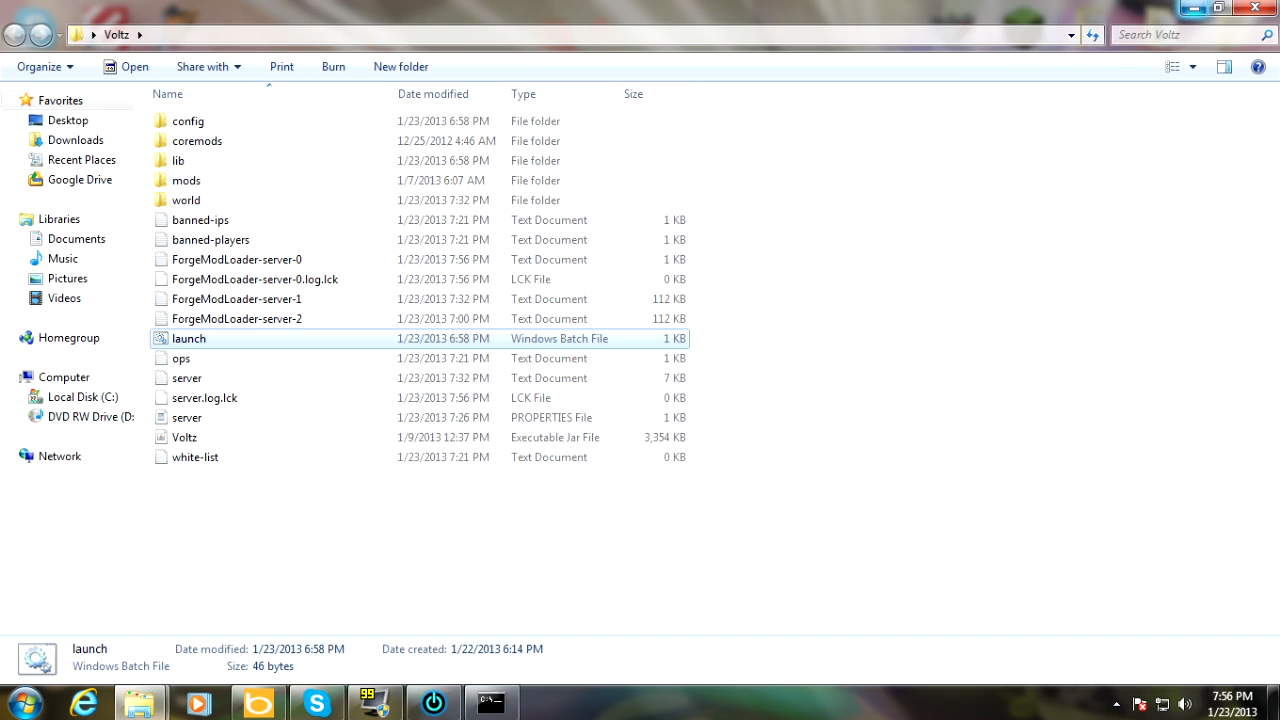 Voltz
Search Voltz
Organize Open Share with Print Burn New folder
Name Date modified Type Size
Favorites
Desktop
Downloads
Recent Places
Google Drive
Libraries
Documents
Music
Pictures
Videos
Homegroup
Computer
Local Disk (C:)
DVD RW Drive (D:
Network
config 1/23/2013 6:58 PM File folder
coremods 12/25/2012 4:46 AM File folder
lib 1/23/2013 6:58 PM File folder
mods 1/7/2013 6:07 AM File folder
world 1/23/2013 7:32 PM File folder
banned-ips 1/23/2013 7:21 PM Text Document 1 KB
banned-players 1/23/2013 7:21 PM Text Document 1 KB
ForgeModLoader-server-0 1/23/2013 7:56 PM Text Document 1 KB
ForgeModLoader-server-0.log.lck 1/23/2013 7:56 PM LCK File 0 KB
ForgeModLoader-server-1 1/23/2013 7:32 PM Text Document 112 KB
ForgeModLoader-server-2 1/23/2013 7:00 PM Text Document 112 KB
launch 1/23/2013 6:58 PM Windows Batch File 1 KB
ops 1/23/2013 7:21 PM Text Document 1 KB
server 1/23/2013 7:32 PM Text Document 7 KB
server.log.lck 1/23/2013 7:56 PM LCK File 0 KB
server 1/23/2013 7:26 PM PROPERTIES File 1 KB
Voltz 1/9/2013 12:37 PM Executable Jar File 3,354 KB
white-list 1/23/2013 7:21 PM Text Document 0 KB
launch Date modified: 1/23/2013 6:58 PM Date created: 1/22/2013 6:14 PM
Windows Batch File Size: 46 bytes
99
C:\
7:56 PM
1/23/2013